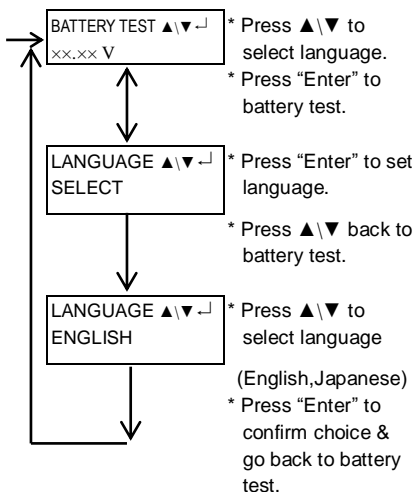 BATTERY TEST ▲\▼↵
××.×× V
* Press ▲\▼ to
select language.
* Press “Enter” to
battery test.
LANGUAGE ▲\▼↵
SELECT
* Press “Enter” to set
language.
* Press ▲\▼ back to
battery test.
LANGUAGE ▲\▼↵
ENGLISH
* Press ▲\▼ to
select language
(English,Japanese)
* Press “Enter” to
confirm choice &
go back to battery
test.